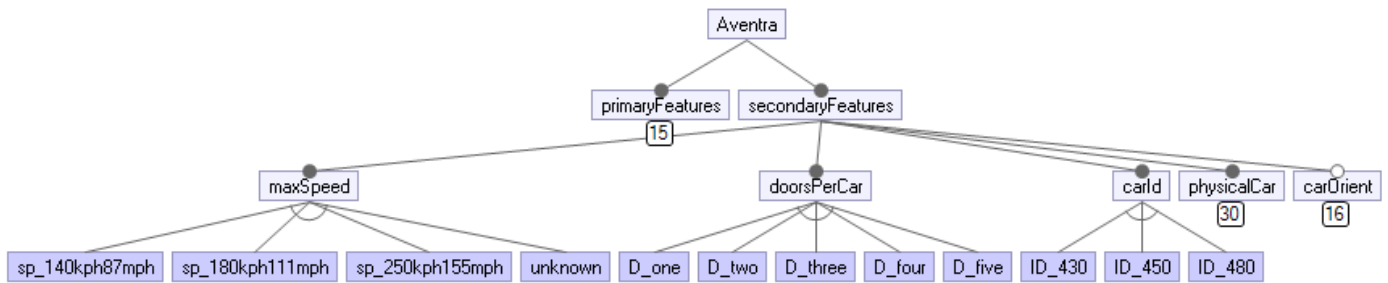 Aventra
primaryFeatures secondaryFeatures
15
maxSpeed doorsPerCar carId physicalCar carOrient
30 16
sp_140kph87mph sp_180kph111mph sp_250kph155mph unknown D_one D_two D_three D_four D_five ID_430 ID_450 ID_480